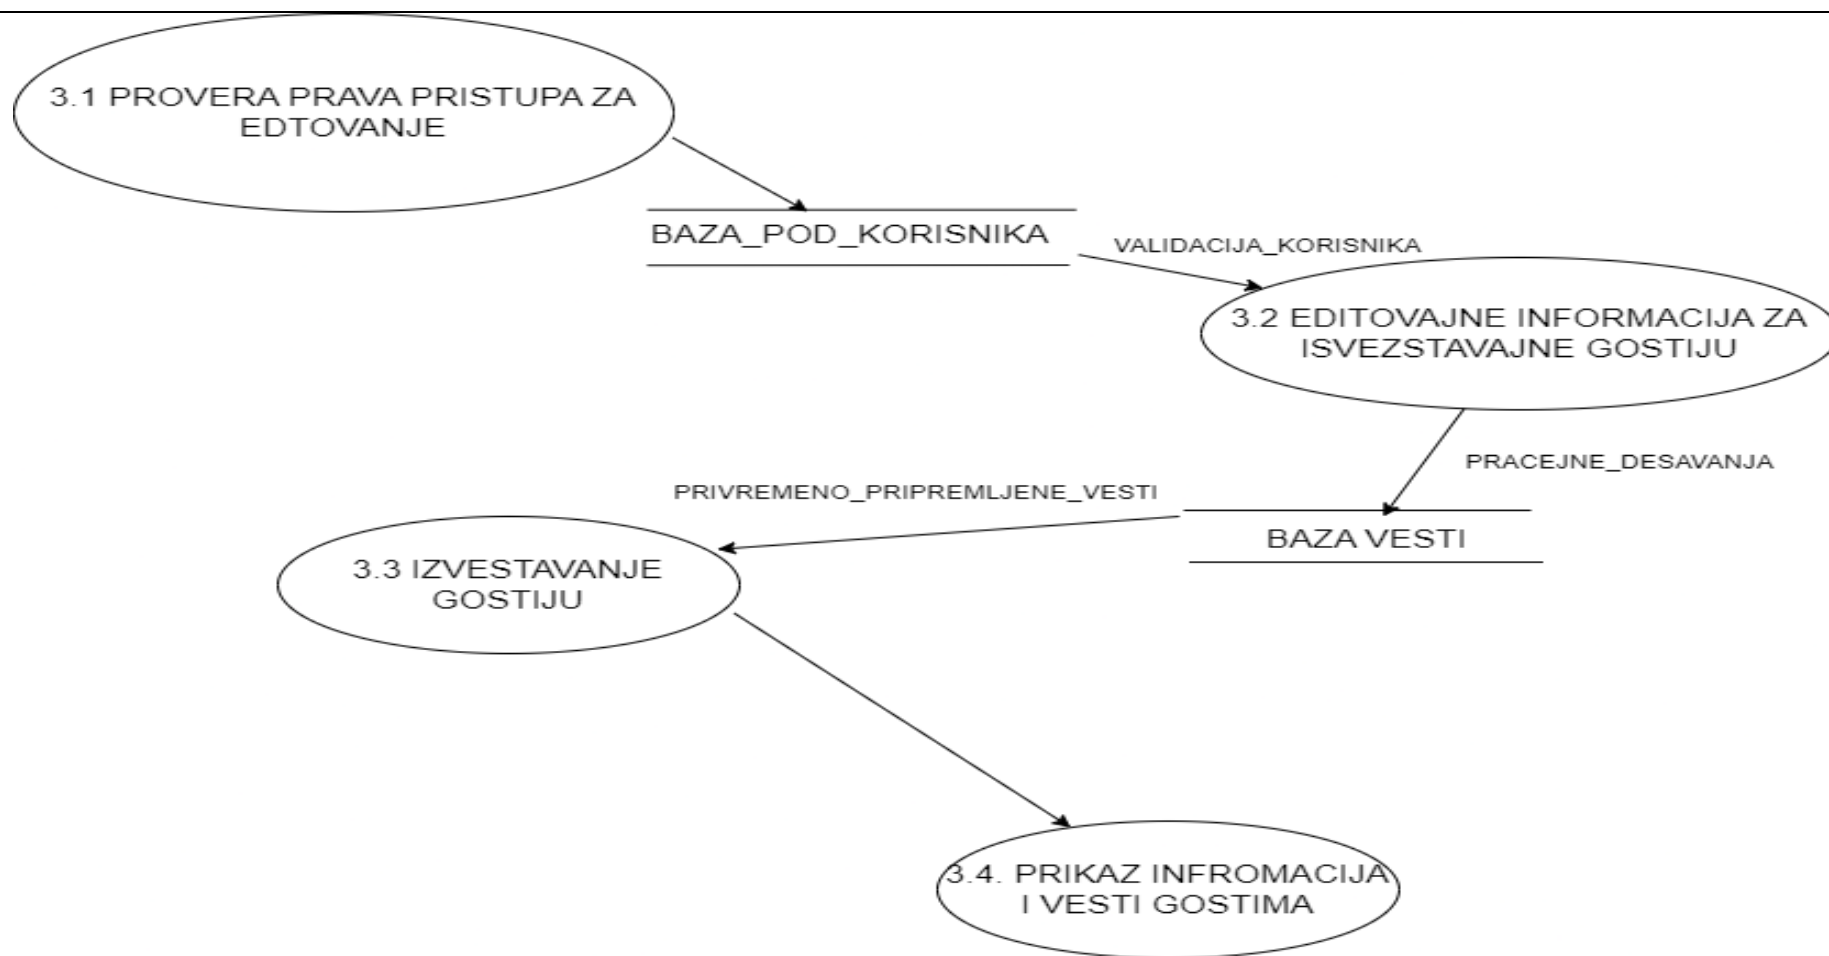 3.1 PROVERA PRAVA PRISTUPA ZA
EDTOVANJE
BAZA_POD_KORISNIKA
VALIDACIJA_KORISNIKA
3.2 EDITOVAJNE INFORMACIJA ZA
ISVEZSTAVAJNE GOSTIJU
PRACEJNE_DESAVANJA
PRIVREMENO_PRIPREMLJENE_VESTI
BAZA VESTI
3.3 IZVESTAVANJE
GOSTIJU
3.4. PRIKAZ INFROMACIJA
I VESTI GOSTIMA